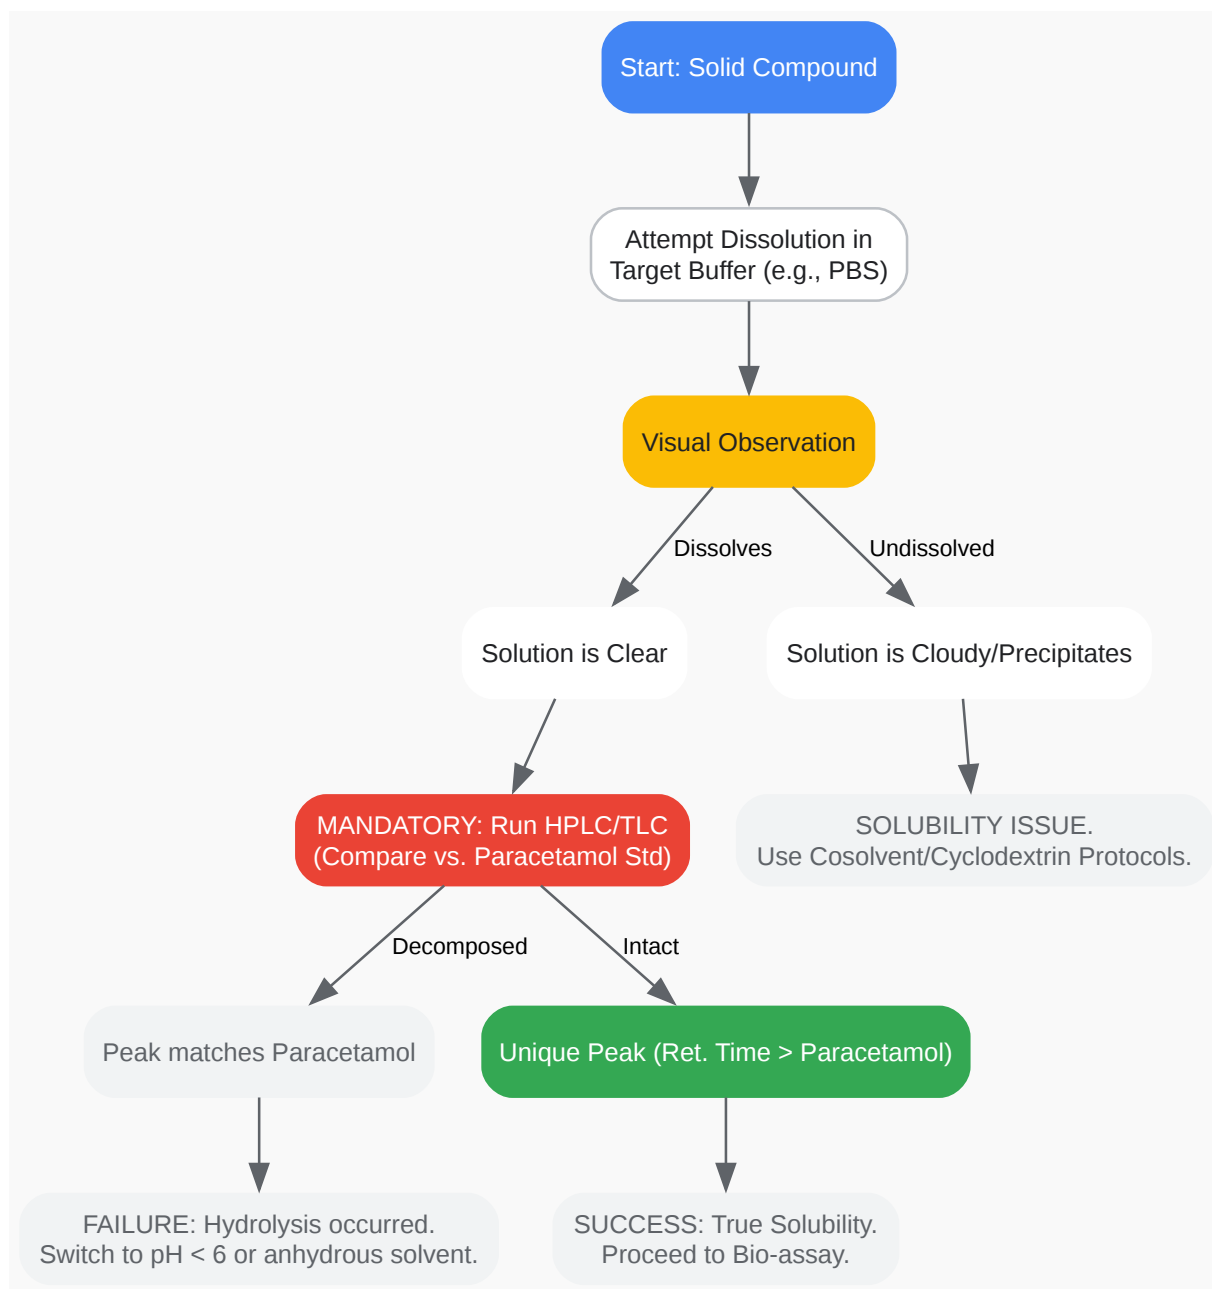 Start: Solid Compound
Attempt Dissolution in
Target Buffer (e.g., PBS)
Visual Observation
Dissolves
Undissolved
Solution is Clear
Solution is Cloudy/Precipitates
MANDATORY: Run HPLC/TLC
(Compare vs. Paracetamol Std)
SOLUBILITY ISSUE.
Use Cosolvent/Cyclodextrin Protocols.
Decomposed
Intact
Peak matches Paracetamol
Unique Peak (Ret. Time > Paracetamol)
FAILURE: Hydrolysis occurred.
Switch to pH < 6 or anhydrous solvent.
SUCCESS: True Solubility.
Proceed to Bio-assay.